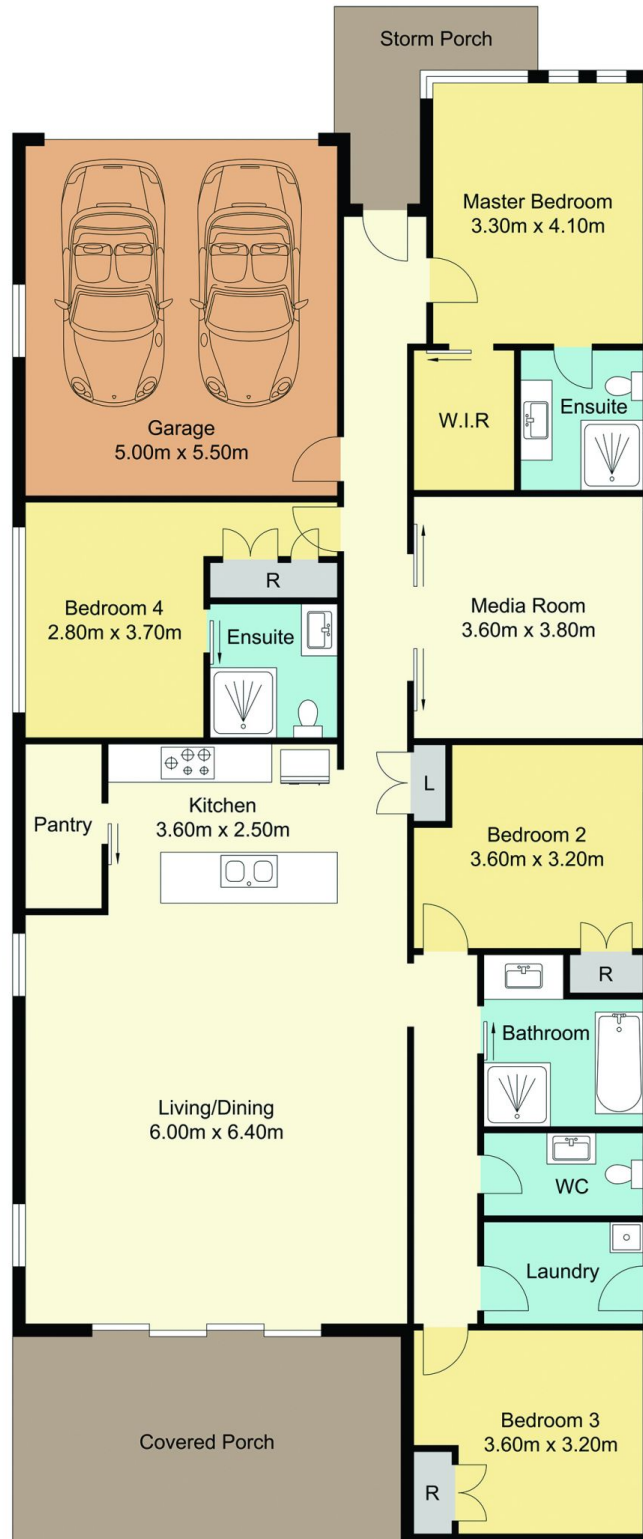 Storm Porch
Master Bedroom
3.30m x 4.10m
Garage
5.00m x 5.50m
W.I.R
Ensuite
R
Bedroom 4
2.80m x 3.70m
Ensuite
Media Room
3.60m x 3.80m
Pantry
Kitchen
3.60m x 2.50m
L
Bedroom 2
3.60m x 3.20m
R
Bathroom
Living/Dining
6.00m x 6.40m
WC
Laundry
Covered Porch
Bedroom 3
3.60m x 3.20m
R